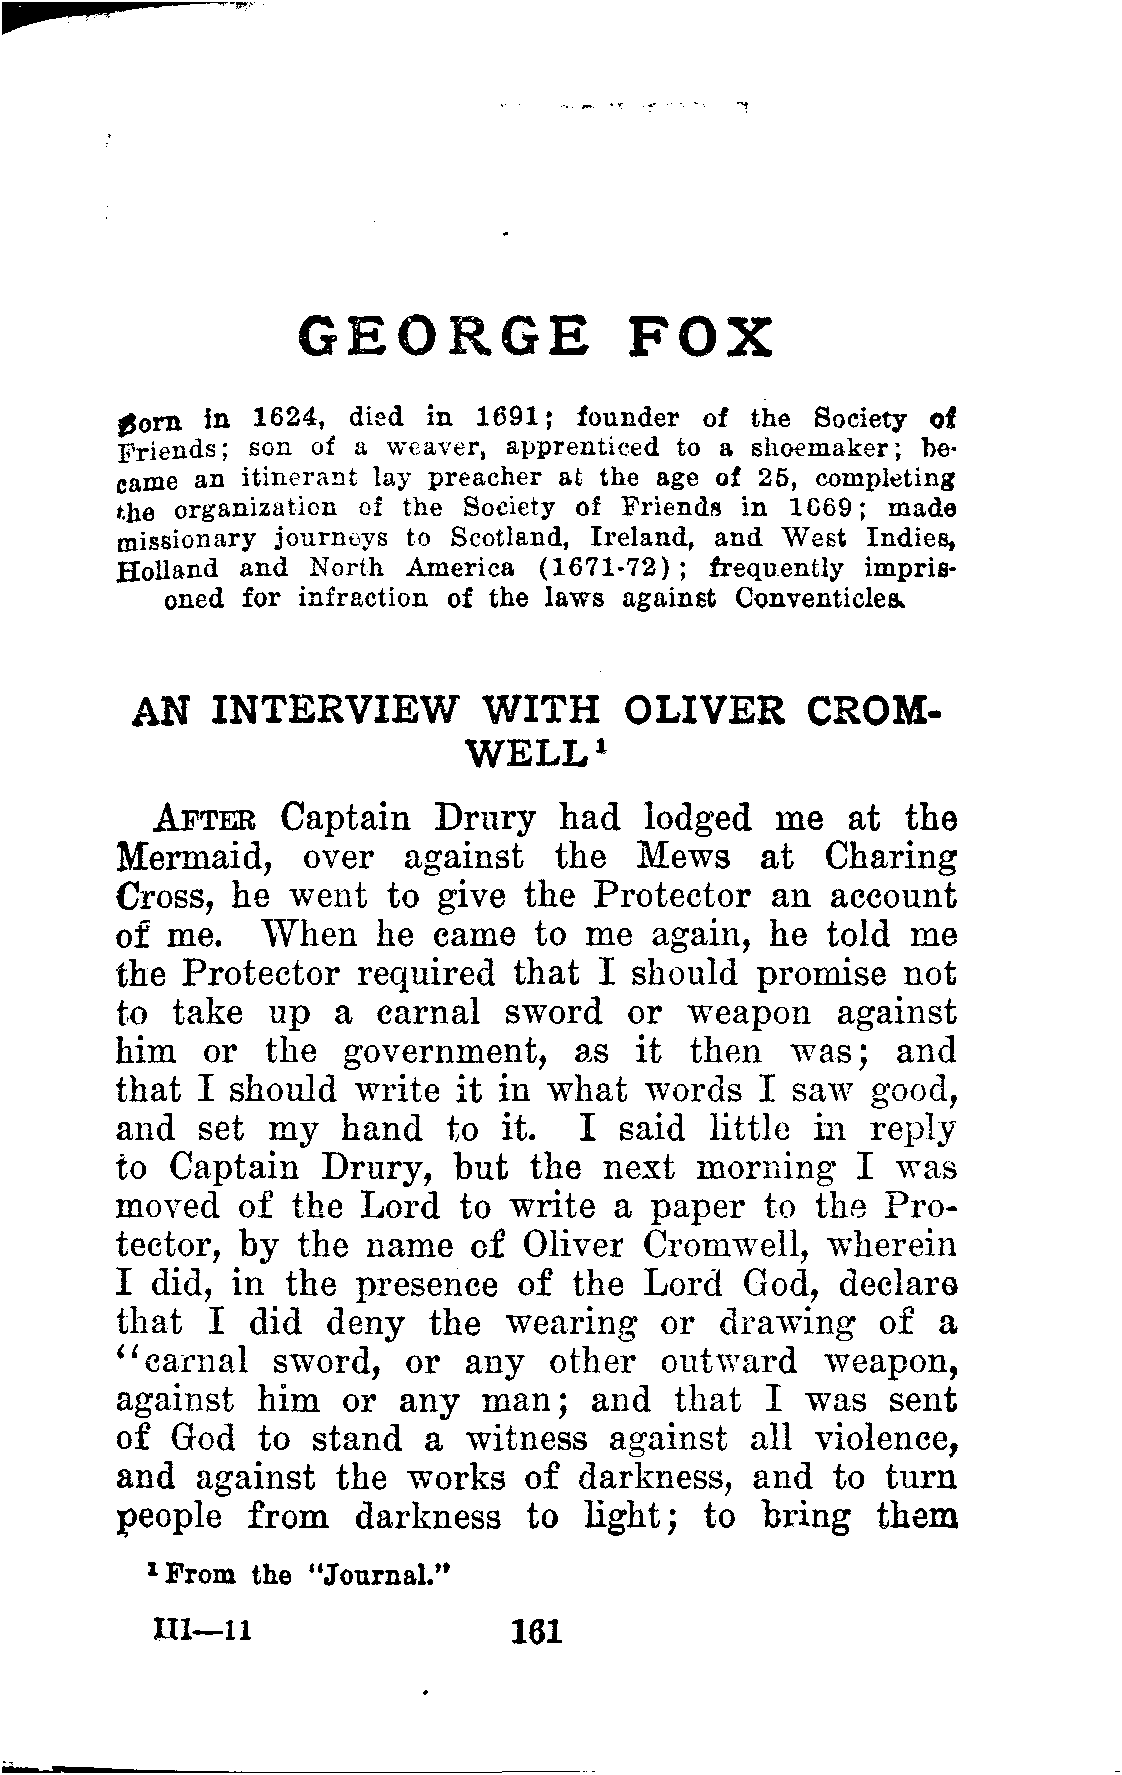 GEORGE FOX
Born in 1624, died in 1691; founder of the Society of
Friends; son of a weaver, apprenticed to a shoemaker; be-
came an itinerant lay preacher at the age of 25, completing
the organization of the Society of Friends in 1669; made
missionary journeys to Scotland, Ireland, and West Indies,
Holland and North America (1671-72); frequently impris-
oned for infraction of the laws against Conventicles.
AN INTERVIEW WITH OLIVER CROM-
WELL¹
AFTER Captain Drury had lodged me at the
Mermaid, over against the Mews at Charing
Cross, he went to give the Protector an account
of me. When he came to me again, he told me
the Protector required that I should promise not
to take up a carnal sword or weapon against
him or the government, as it then was; and
that I should write it in what words I saw good,
and set my hand to it. I said little in reply
to Captain Drury, but the next morning I was
moved of the Lord to write a paper to the Pro-
tector, by the name of Oliver Cromwell, wherein
I did, in the presence of the Lord God, declare
that I did deny the wearing or drawing of a
"carnal sword, or any other outward weapon,
against him or any man; and that I was sent
of God to stand a witness against all violence,
and against the works of darkness, and to turn
people from darkness to light; to bring them
¹ From the "Journal."
III—11 161